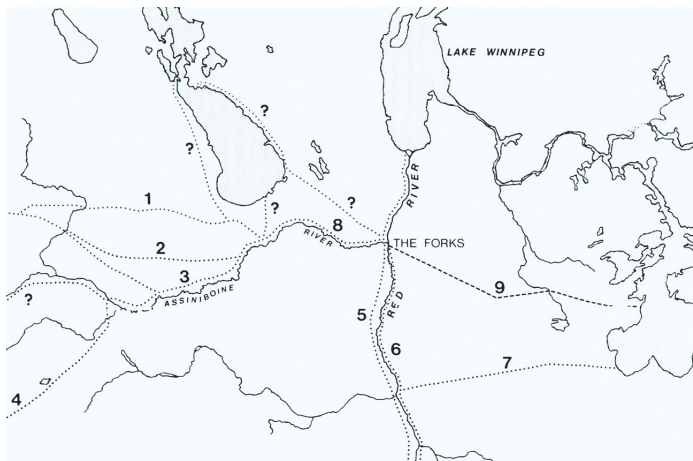 LAKE WINNIPEG
?
?
RIVER
1
?
?
8
RIVER
THE FORKS
2
3
ASSINIBOINE
9
?
RED
5
6
7
4